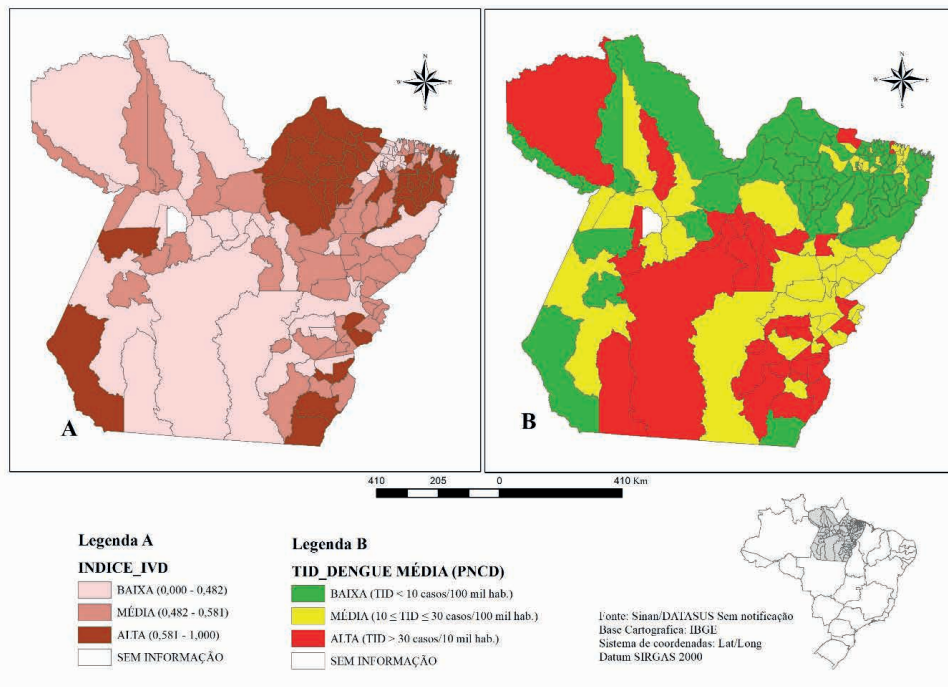 N
W
E
S
A
N
W
E
S
B
410 205 0 410 Km
Legenda A
INDICE_IVD
BAIXA (0,000 - 0,482)
MÉDIA (0,482 - 0,581)
ALTA (0,581 - 1,000)
SEM INFORMAÇÃO
Legenda B
TID_DENGUE MÉDIA (PNCD)
BAIXA (TID < 10 casos/100 mil hab.)
MÉDIA (10 ≤ TID ≤ 30 casos/100 mil hab.)
ALTA (TID > 30 casos/10 mil hab.)
SEM INFORMAÇÃO
Fonte: Sinan/DATASUS Sem notificação
Base Cartografica: IBGE
Sistema de coordenadas: Lat/Long
Datum SIRGAS 2000